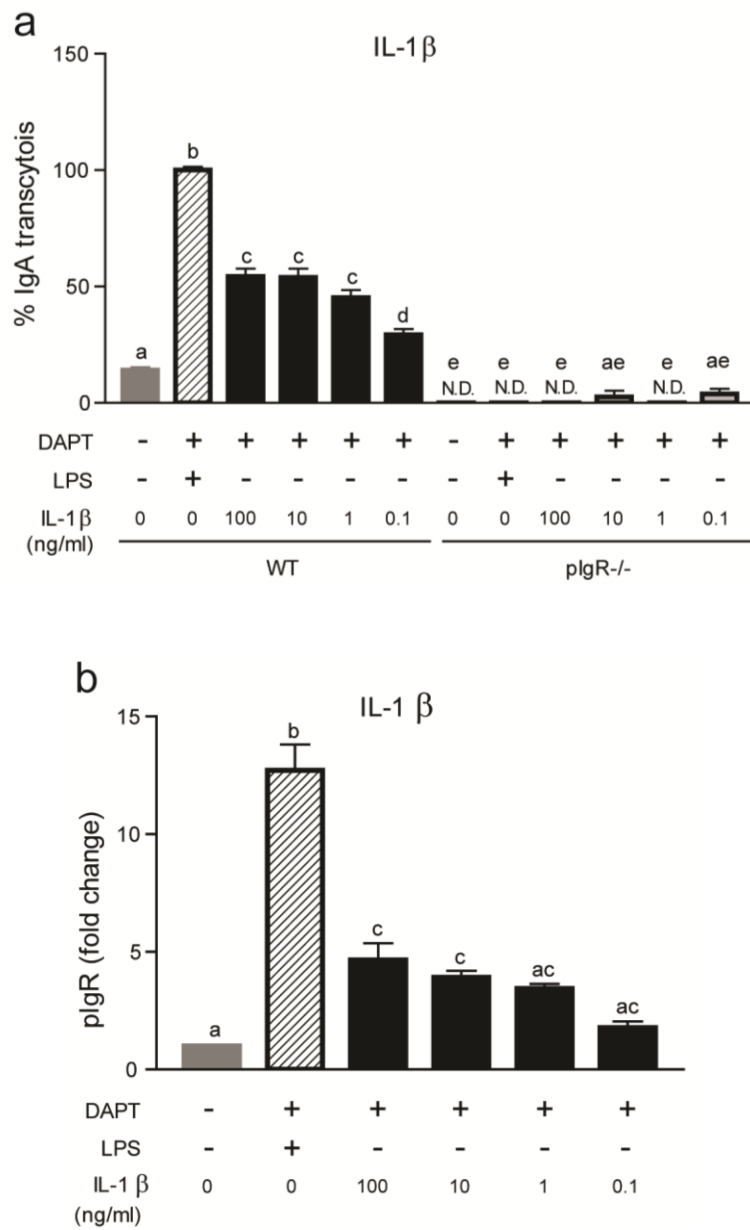 a
IL-1β
% IgA transcytois
150
100
50
0
a
b
c
c
c
d
e
e
e
ae
e
ae
N.D.
N.D.
N.D.
N.D.
DAPT - + + + + + - + + + + +
LPS - + - - - - - + - - - -
IL-1β 0 0 100 10 1 0.1 0 0 100 10 1 0.1
(ng/ml)
WT pIgR-/-
b
IL-1 β
pIgR (fold change)
15
10
5
0
a
b
c
c
ac
ac
DAPT - + + + + +
LPS - + - - - -
IL-1 β 0 0 100 10 1 0.1
(ng/ml)